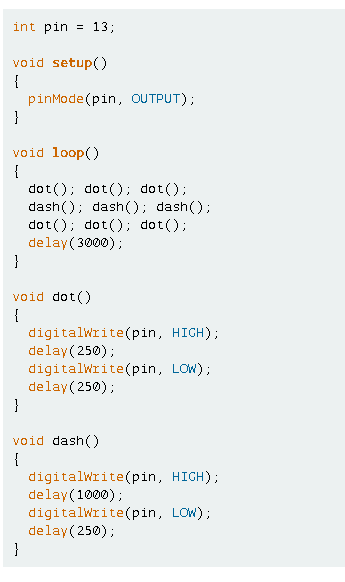 int pin = 13;

void setup()
{
  pinMode(pin, OUTPUT);
}

void loop()
{
  dot(); dot(); dot();
  dash(); dash(); dash();
  dot(); dot(); dot();
  delay(3000);
}

void dot()
{
  digitalWrite(pin, HIGH);
  delay(250);
  digitalWrite(pin, LOW);
  delay(250);
}

void dash()
{
  digitalWrite(pin, HIGH);
  delay(1000);
  digitalWrite(pin, LOW);
  delay(250);
}